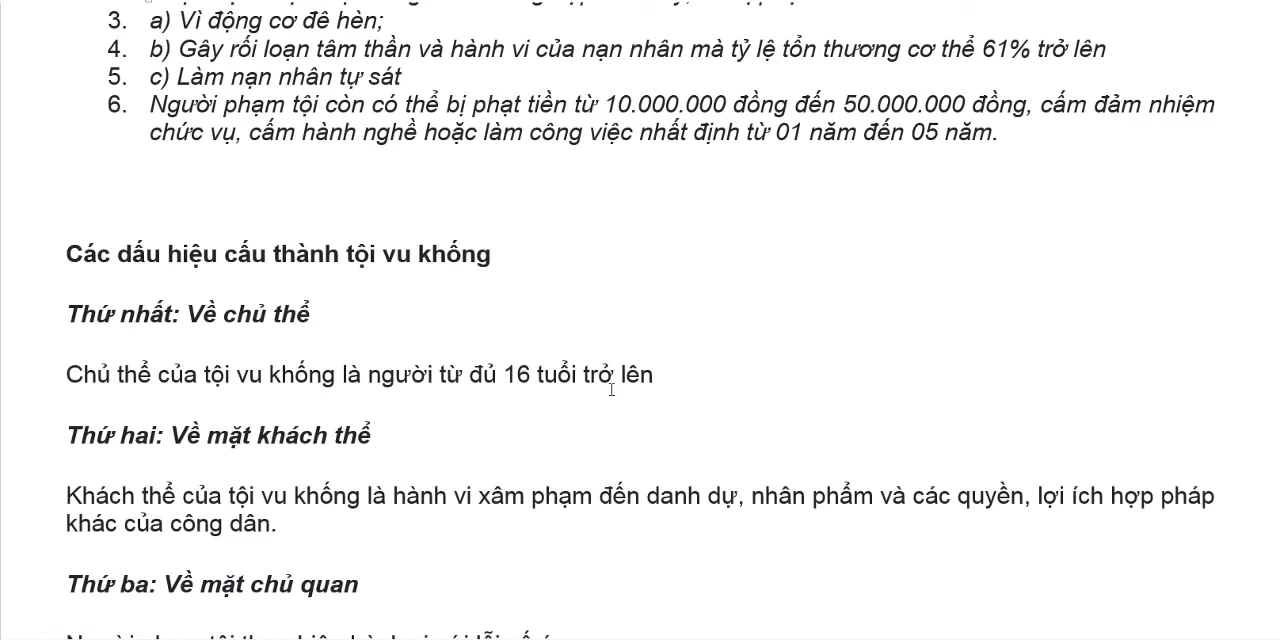 3. a) Vì động cơ đê hèn;
4. b) Gây rối loạn tâm thần và hành vi của nạn nhân mà tỷ lệ tổn thương cơ thể 61% trở lên
5. c) Làm nạn nhân tự sát
6. Người phạm tội còn có thể bị phạt tiền từ 10.000.000 đồng đến 50.000.000 đồng, cấm đảm nhiệm
chức vụ, cấm hành nghề hoặc làm công việc nhất định từ 01 năm đến 05 năm.
Các dấu hiệu cấu thành tội vu khống
Thứ nhất: Về chủ thể
Chủ thể của tội vu khống là người từ đủ 16 tuổi trở lên
Thứ hai: Về mặt khách thể
Khách thể của tội vu khống là hành vi xâm phạm đến danh dự, nhân phẩm và các quyền, lợi ích hợp pháp
khác của công dân.
Thứ ba: Về mặt chủ quan